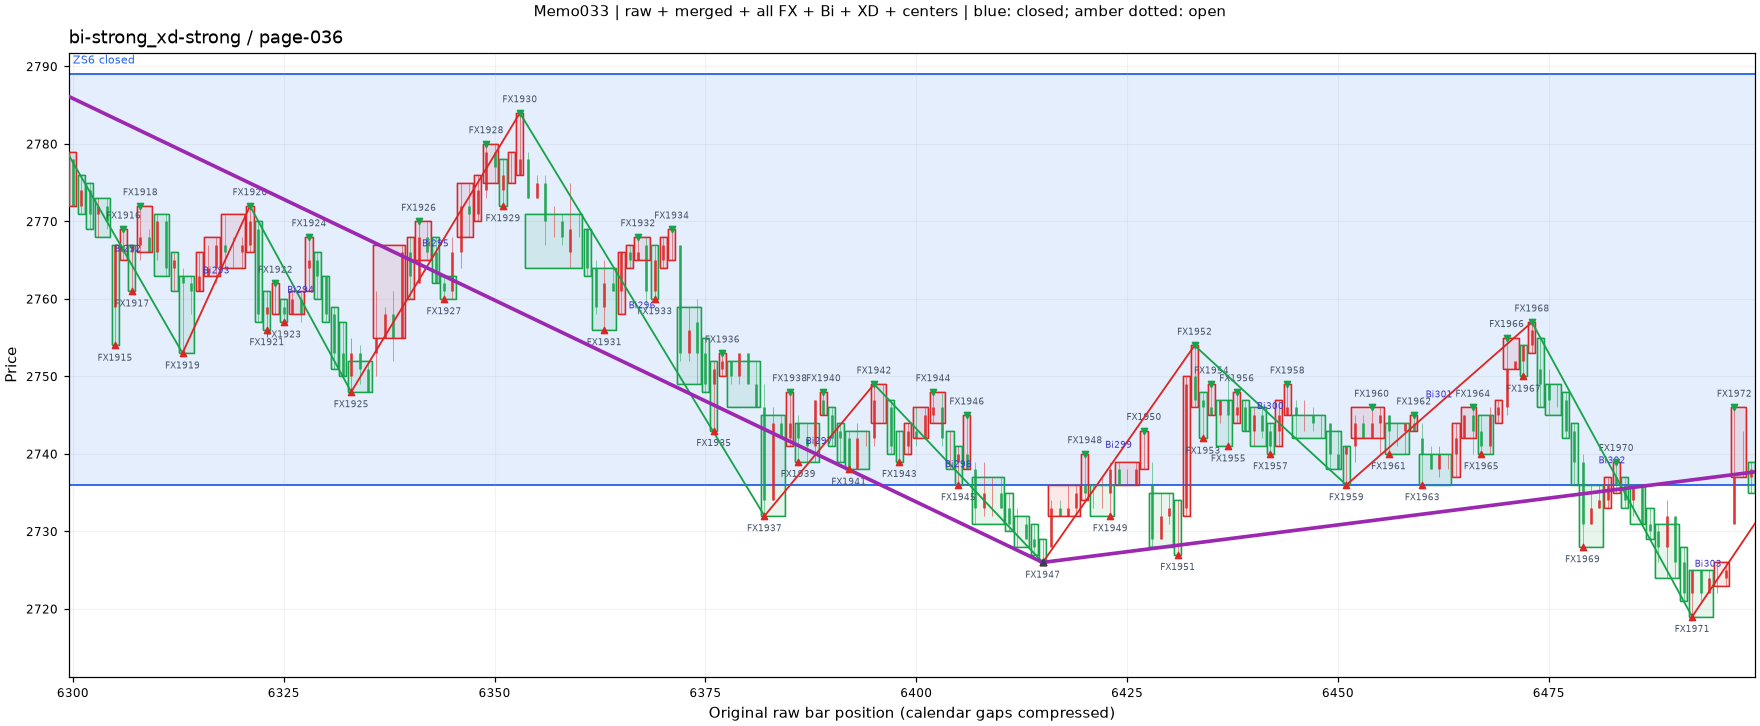 Memo033 | raw + merged + all FX + Bi + XD + centers | blue: closed; amber dotted: open
bi-strong_xd-strong / page-036
ZS6 closed
Price
2790
2780
2770
2760
2750
2740
2730
2720
FX1915
FX1916
FX1917
FX1918
FX1919
FX1920
FX1921
FX1922
FX1923
FX1924
FX1925
FX1926
FX1927
FX1928
FX1929
FX1930
FX1931
FX1932
FX1933
FX1934
FX1935
FX1936
FX1937
FX1938
FX1939
FX1940
FX1941
FX1942
FX1943
FX1944
FX1945
FX1946
FX1947
FX1948
FX1949
FX1950
FX1951
FX1952
FX1953
FX1954
FX1955
FX1956
FX1957
FX1958
FX1959
FX1960
FX1961
FX1962
FX1963
FX1964
FX1965
FX1966
FX1967
FX1968
FX1969
FX1970
FX1971
FX1972
Bi292
Bi293
Bi294
Bi295
Bi296
Bi297
Bi298
Bi299
Bi300
Bi301
Bi302
Bi303
6300
6325
6350
6375
6400
6425
6450
6475
Original raw bar position (calendar gaps compressed)